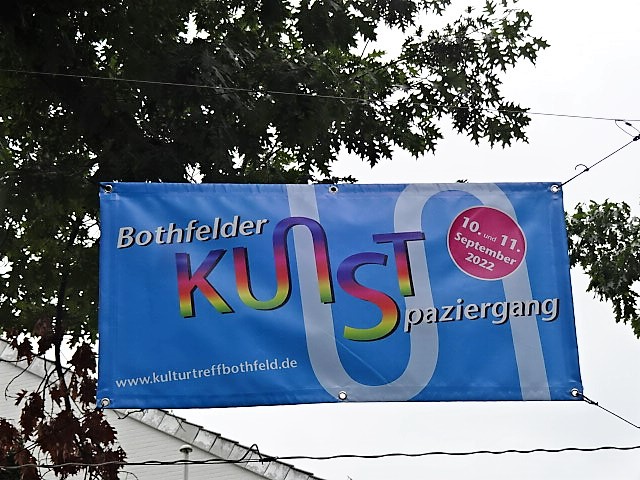 Bothfelder
KUNST
paziergang
10. und 11.
September
2022
www.kulturtreffbothfeld.de